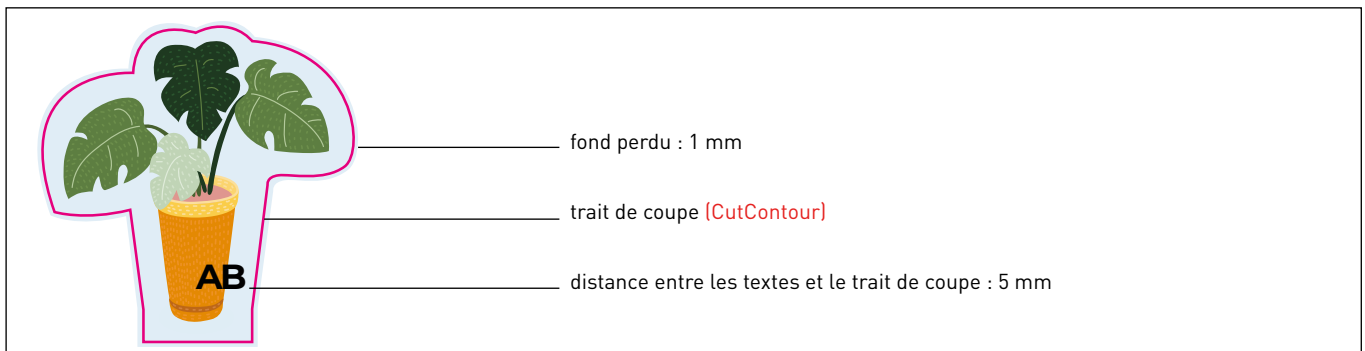 fond perdu : 1 mm
trait de coupe (CutContour)
AB
distance entre les textes et le trait de coupe : 5 mm